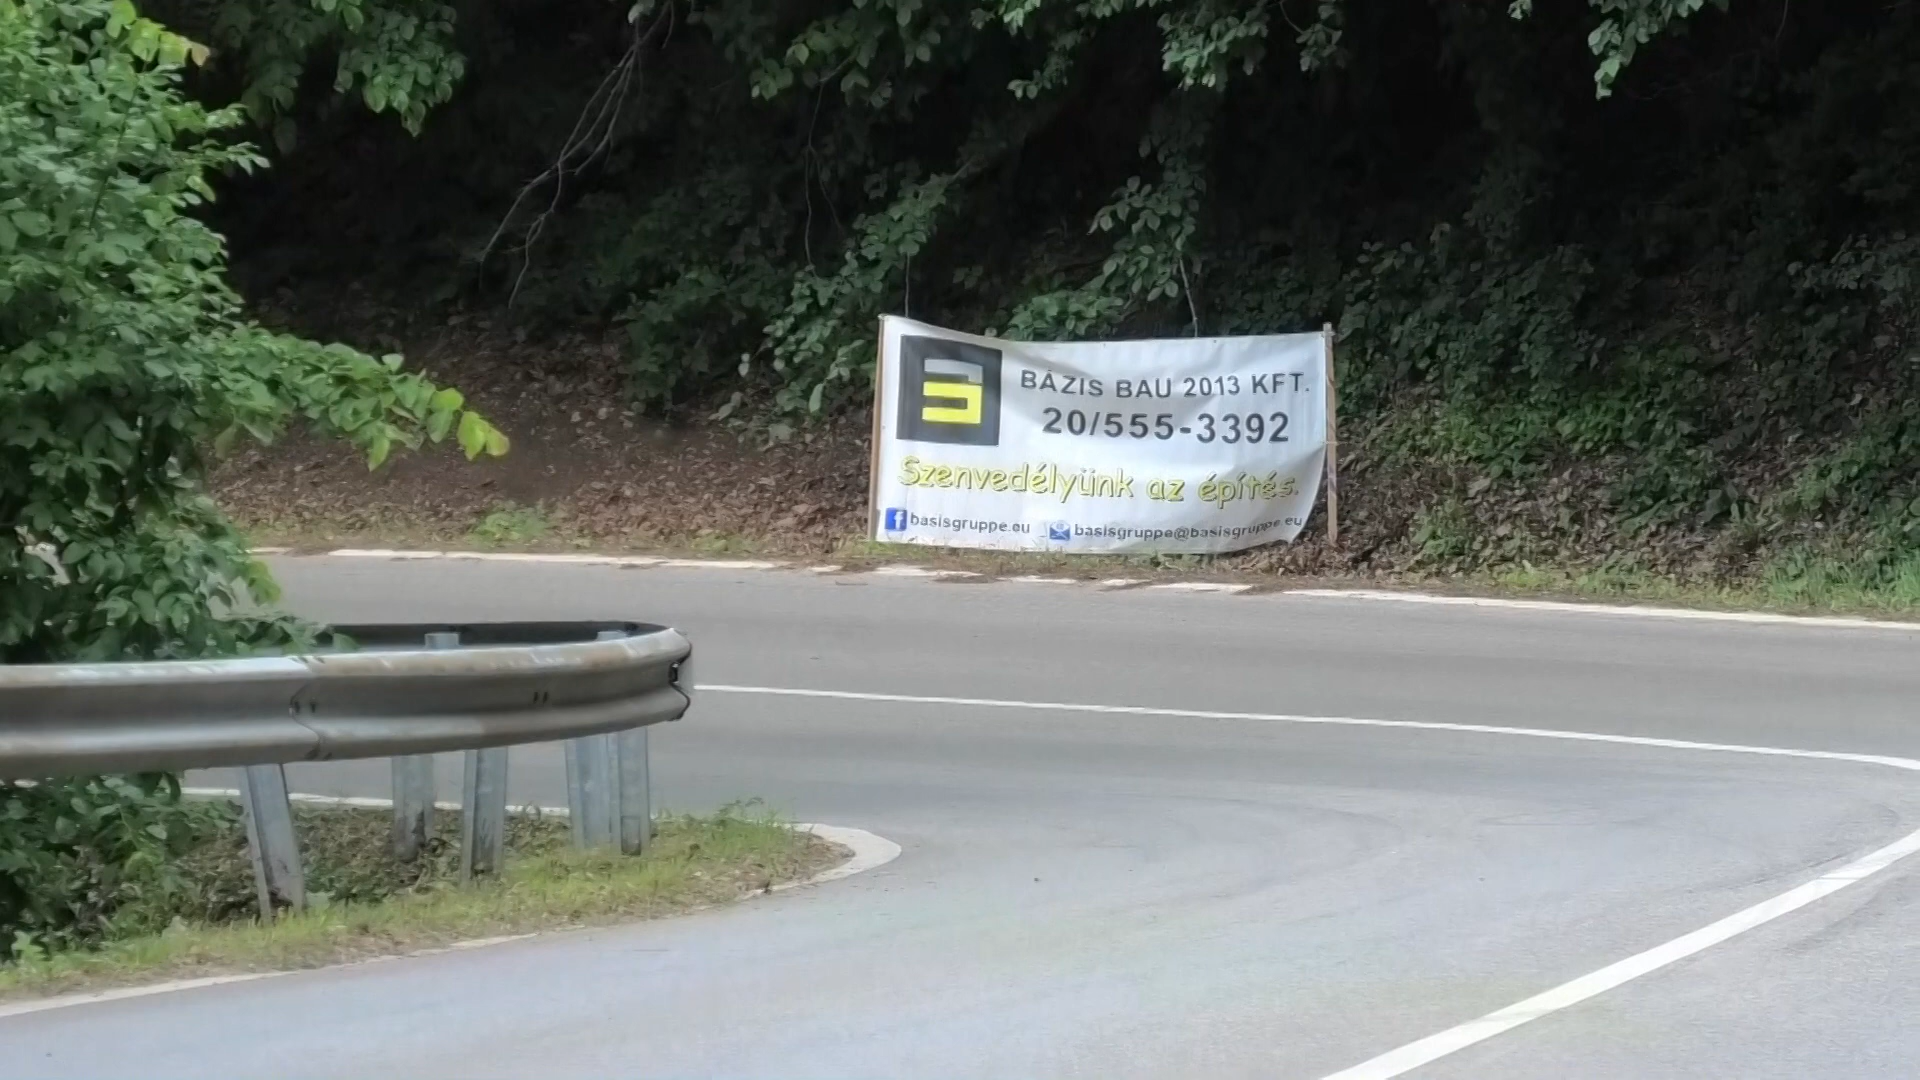 BÁZIS BAU 2013 KFT.
20/555-3392
Szenvedélyünk az építés.
basisgruppe.eu basisgruppe@basisgruppe.eu